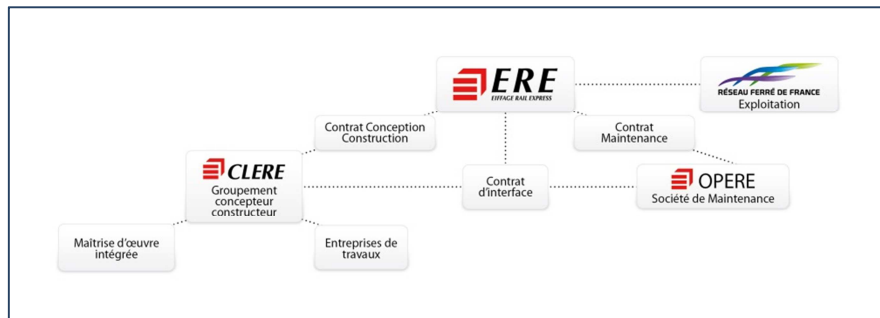 ERE
EIFFAGE RAIL EXPRESS
RÉSEAU FERRÉ DE FRANCE
Exploitation
Contrat Conception
Construction
Contrat
Maintenance
CLERE
Groupement
concepteur
constructeur
Contrat
d'interface
OPERE
Société de Maintenance
Maîtrise d'œuvre
intégrée
Entreprises de
travaux